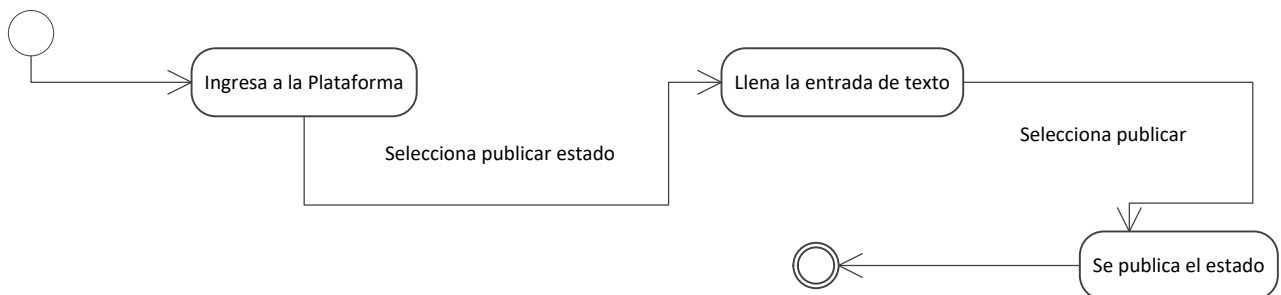 Ingresa a la Plataforma
Llena la entrada de texto
Selecciona publicar estado
Selecciona publicar
Se publica el estado